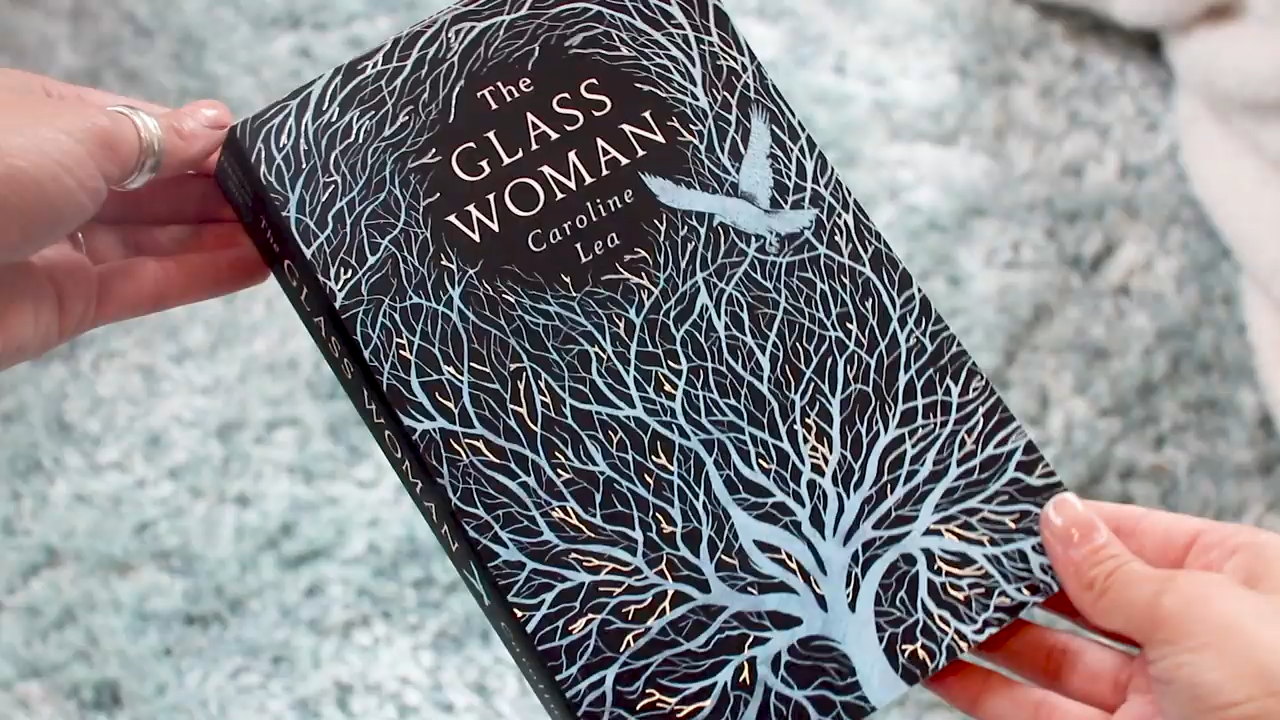 The
GLASS
WOMAN
Caroline
Lea
The GLASS WOMAN